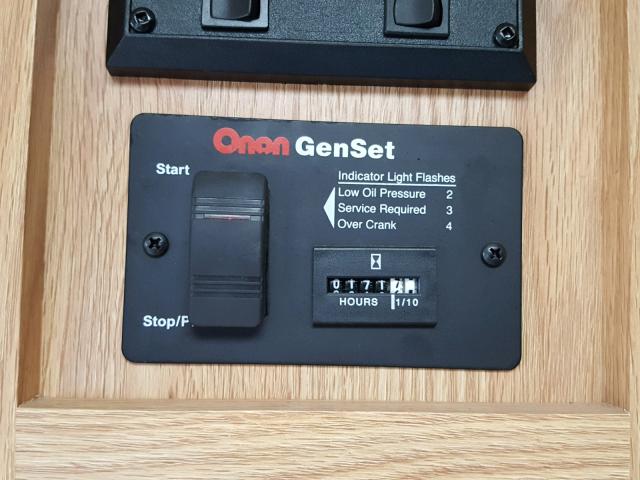 Onan GenSet
Start
Indicator Light Flashes
Low Oil Pressure 2
Service Required 3
Over Crank 4
HOURS 1/10
Stop/P